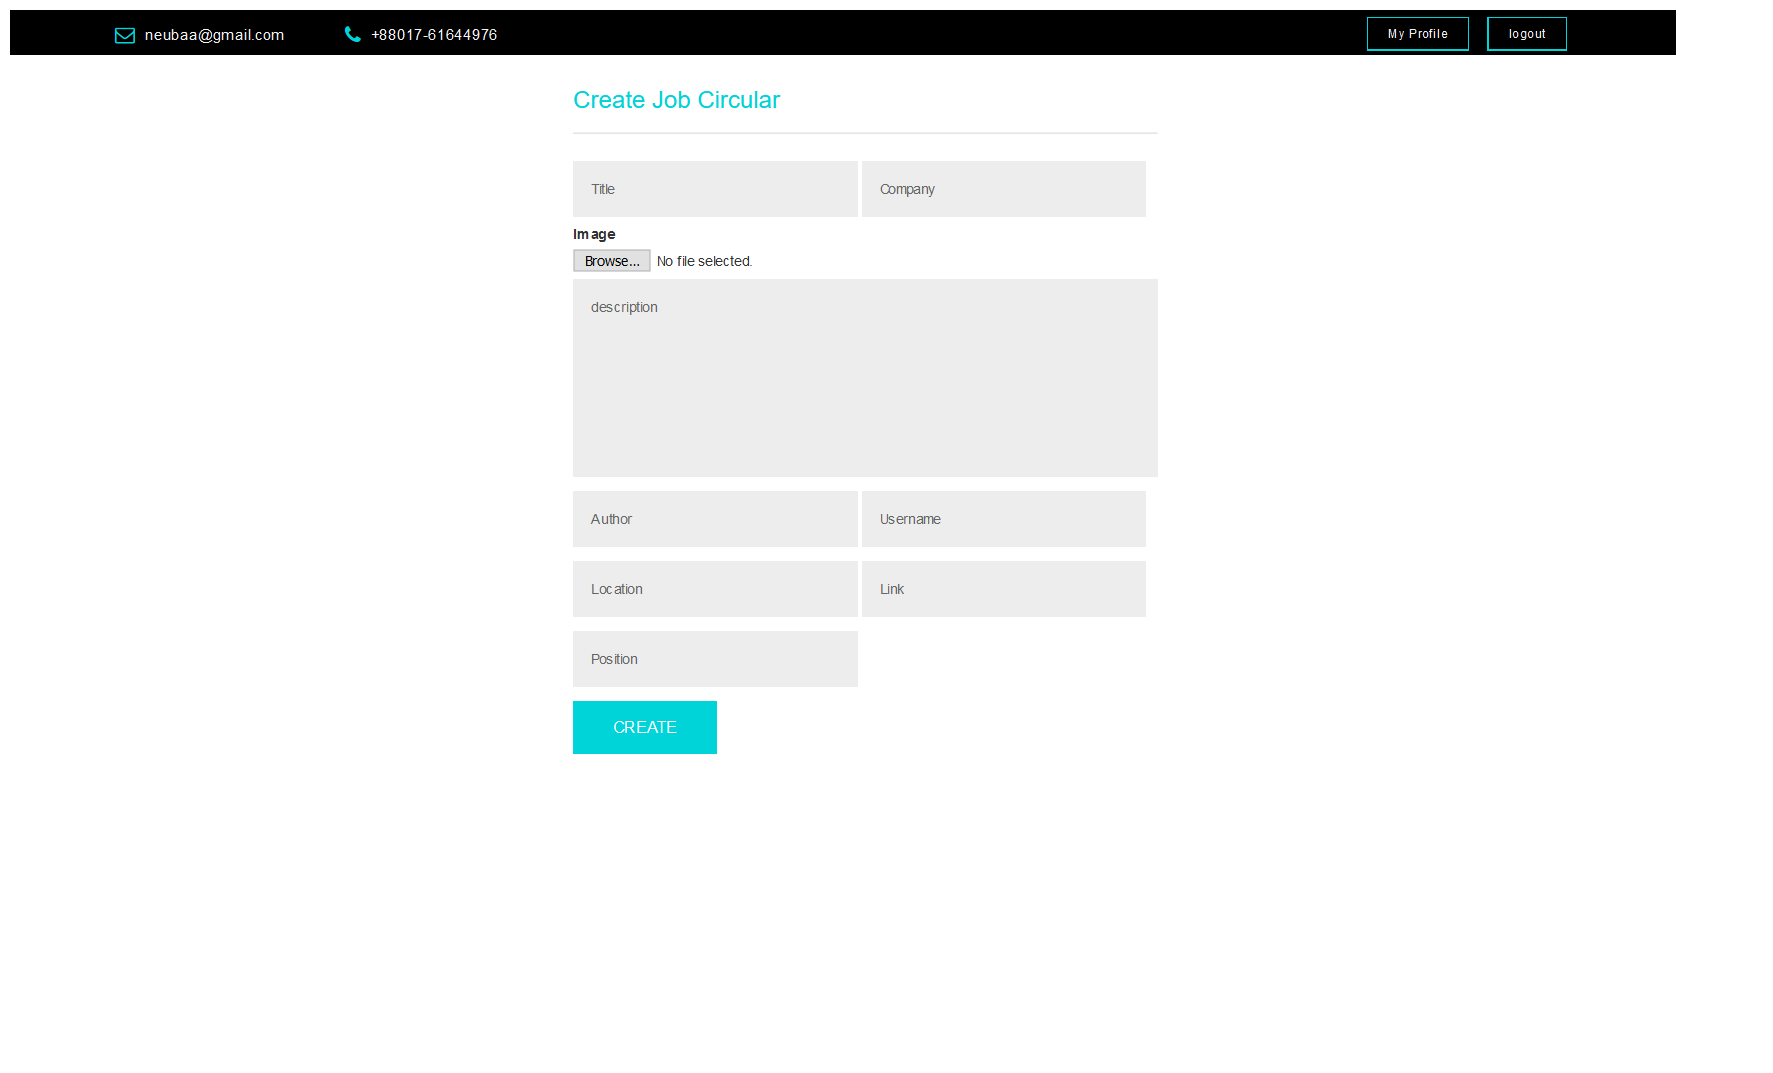 neubaa@gmail.com +88017-61644976 My Profile logout
Create Job Circular
Title Company
Image
Browse... No file selected.
description
Author Username
Location Link
Position
CREATE